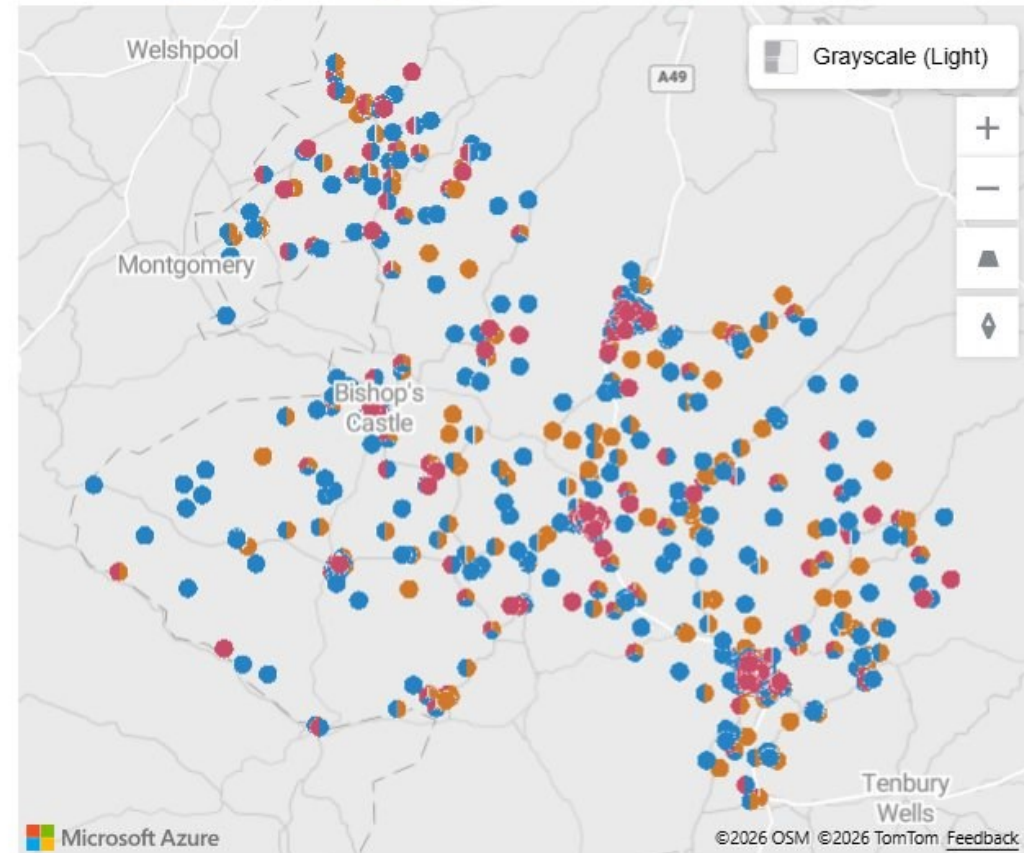 Welshpool
A49
Grayscale (Light)
Montgomery
Bishop's
Castle
Tenbury
Wells
Microsoft Azure
©2026 OSM ©2026 TomTom Feedback